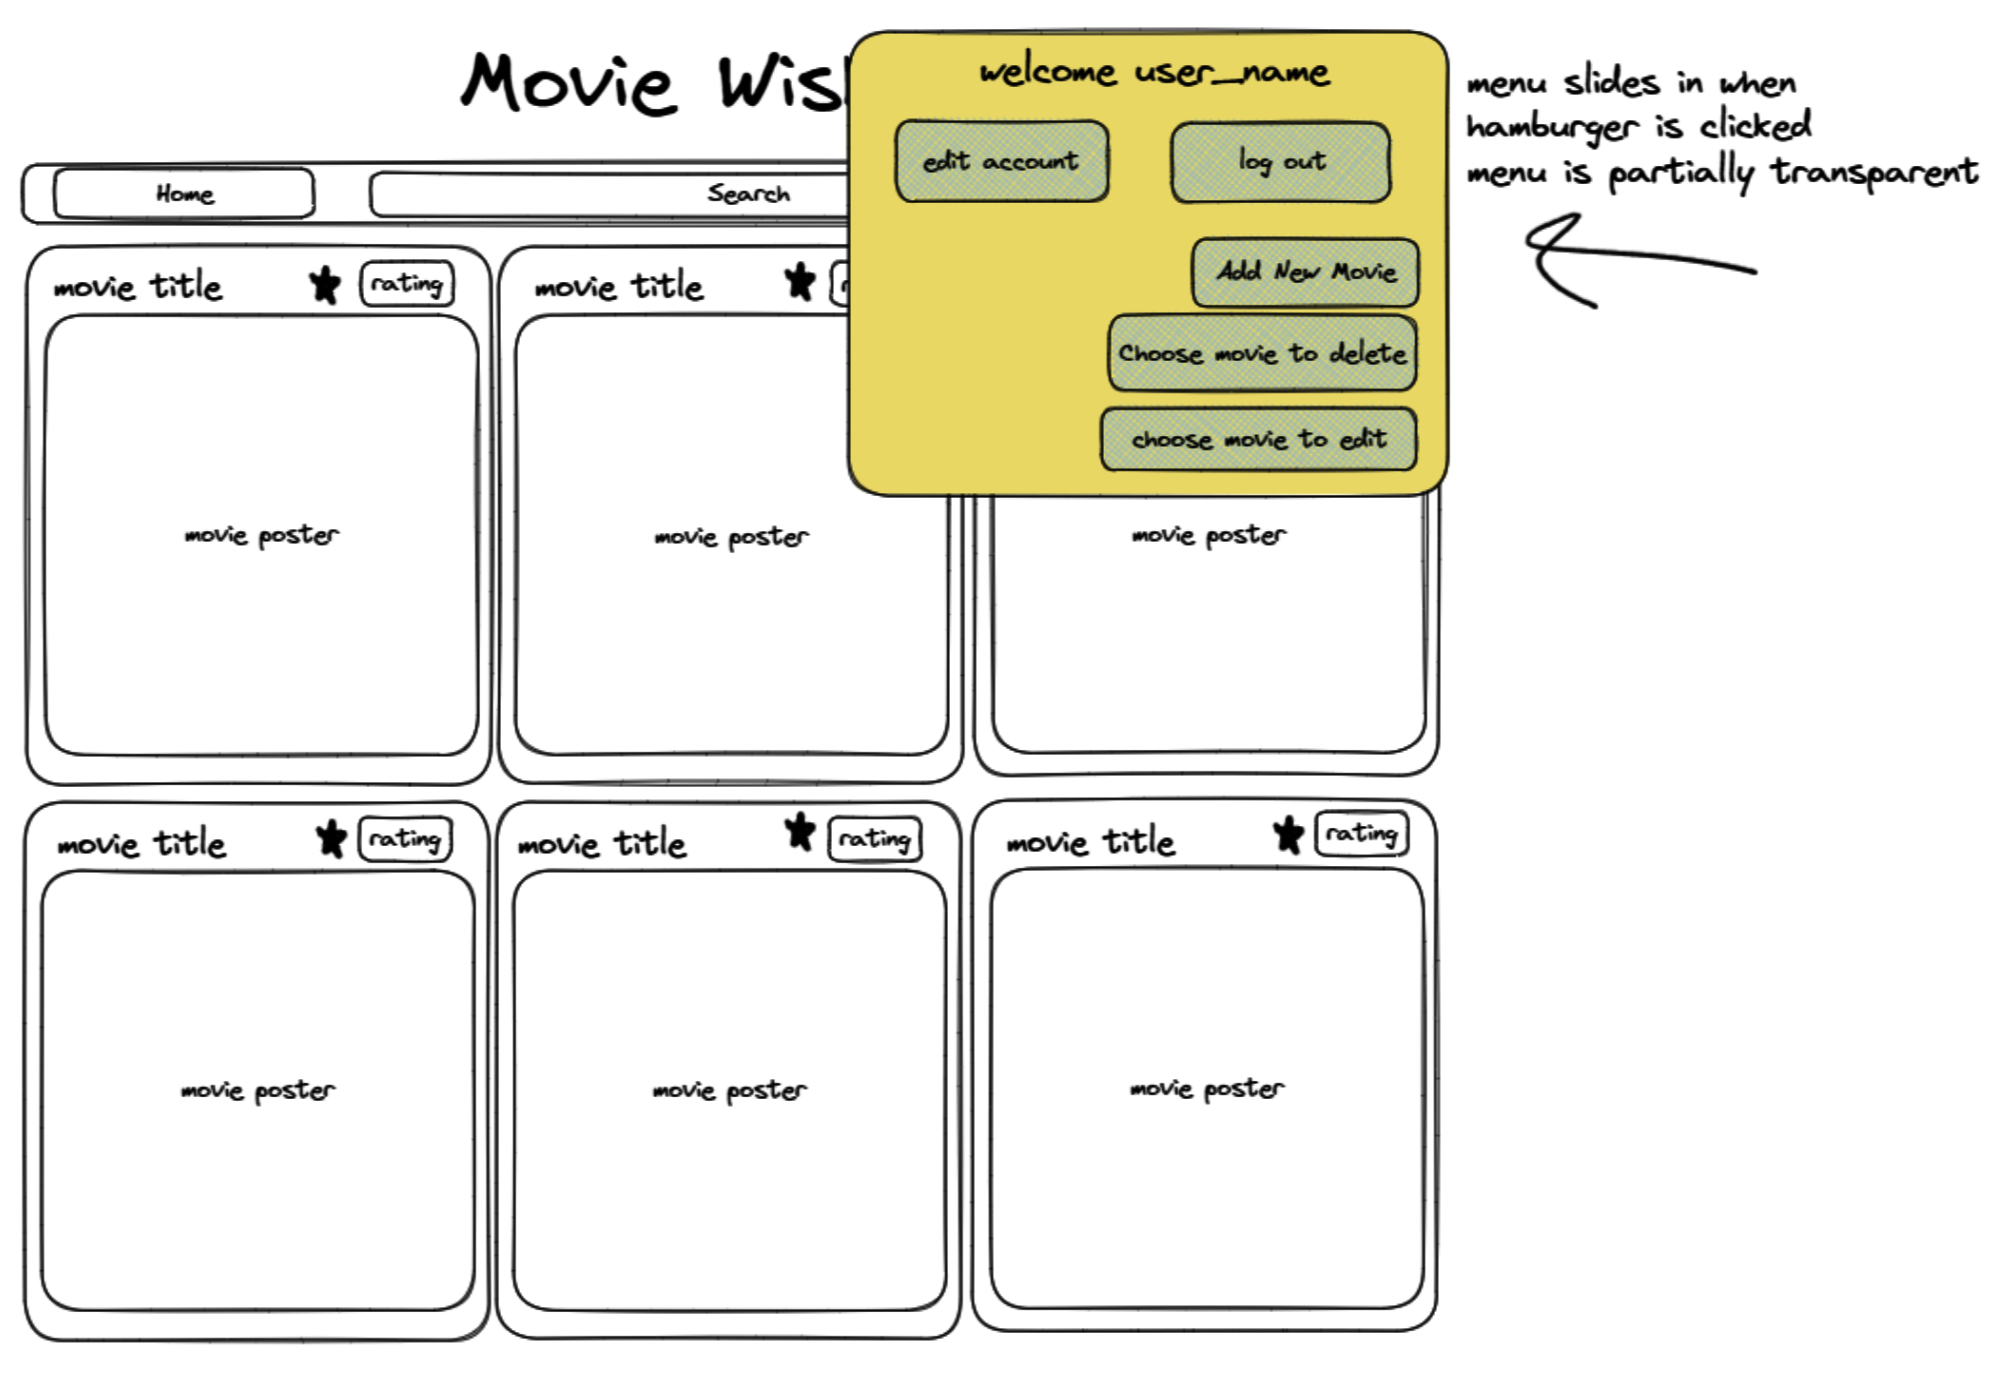 Movie Wis
welcome user_name
menu slides in when
hamburger is clicked
menu is partially transparent
edit account
log out
Home
Search
Add New Movie
Choose movie to delete
choose movie to edit
movie title
rating
movie title
movie poster
movie poster
movie poster
movie title
rating
movie title
rating
movie title
rating
movie poster
movie poster
movie poster